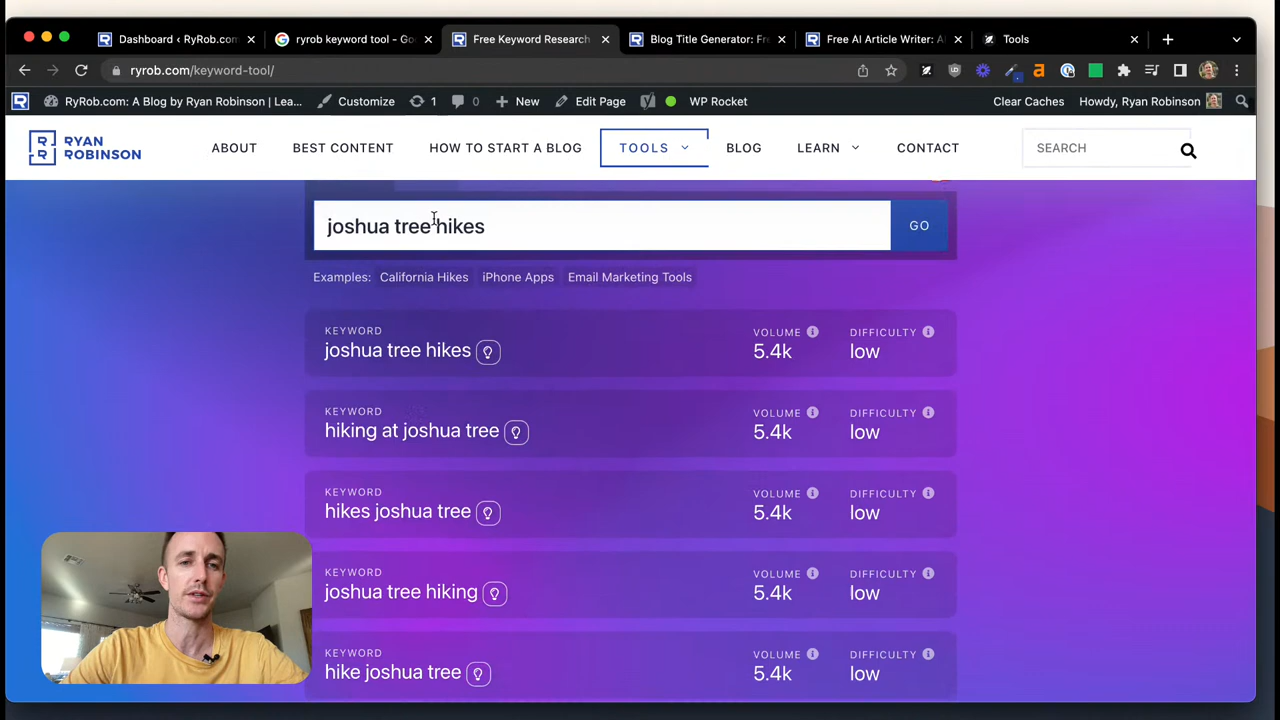 Dashboard ‹ RyRob.com:
ryrob keyword tool - Go
Free Keyword Research
Blog Title Generator: Fr
Free AI Article Writer: A
Tools
ryrob.com/keyword-tool/
RyRob.com: A Blog by Ryan Robinson | Lea...
Customize
1
0
New
Edit Page
WP Rocket
Clear Caches
Howdy, Ryan Robinson
RYAN
ROBINSON
ABOUT
BEST CONTENT
HOW TO START A BLOG
TOOLS
BLOG
LEARN
CONTACT
SEARCH
joshua tree hikes
GO
Examples: California Hikes iPhone Apps Email Marketing Tools
KEYWORD VOLUME DIFFICULTY
joshua tree hikes 5.4k low
KEYWORD VOLUME DIFFICULTY
hiking at joshua tree 5.4k low
KEYWORD VOLUME DIFFICULTY
hikes joshua tree 5.4k low
KEYWORD VOLUME DIFFICULTY
joshua tree hiking 5.4k low
KEYWORD VOLUME DIFFICULTY
hike joshua tree 5.4k low